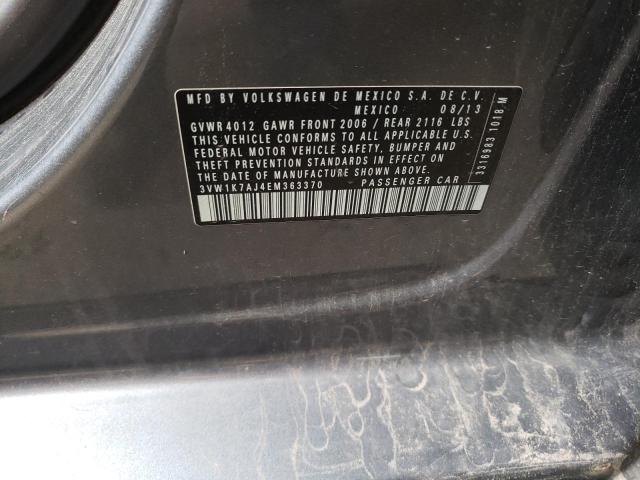 MFD BY VOLKSWAGEN DE MEXICO S.A. DE C.V.
MEXICO 08/13
GVWR4012 GAWR FRONT 2006 / REAR 2116 LBS
THIS VEHICLE CONFORMS TO ALL APPLICABLE U.S.
FEDERAL MOTOR VEHICLE SAFETY, BUMPER AND
THEFT PREVENTION STANDARDS IN EFFECT ON
THE DATE OF MANUFACTURE SHOWN ABOVE.
3VW1K7AJ4EM363370 PASSENGER CAR
3316983 1018 M